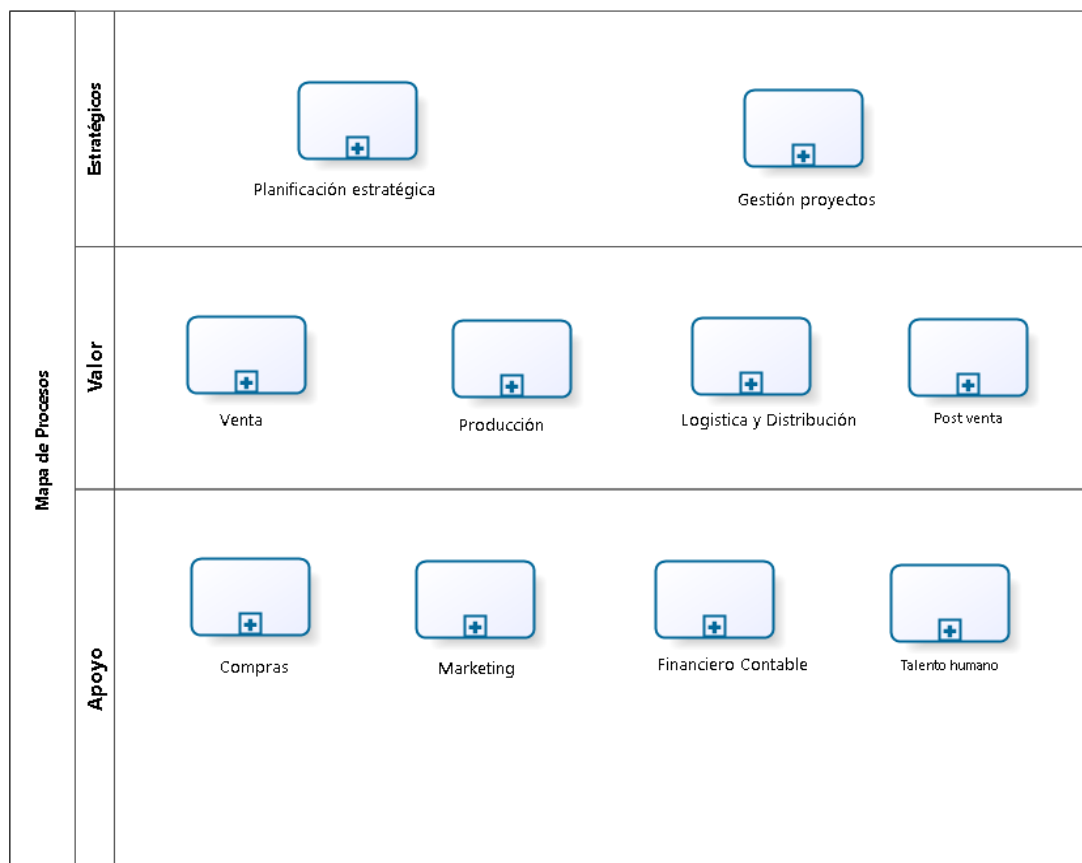 Mapa de Procesos
Estratégicos
Planificación estratégica
Gestión proyectos
Valor
Venta
Producción
Logistica y Distribución
Post venta
Apoyo
Compras
Marketing
Financiero Contable
Talento humano